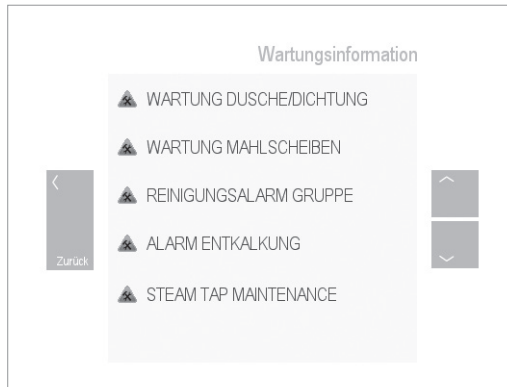 Wartungsinformation
WARTUNG DUSCHE/DICHTUNG
WARTUNG MAHLSCHEIBEN
REINIGUNGSALARM GRUPPE
ALARM ENTKALKUNG
STEAM TAP MAINTENANCE
Zurück